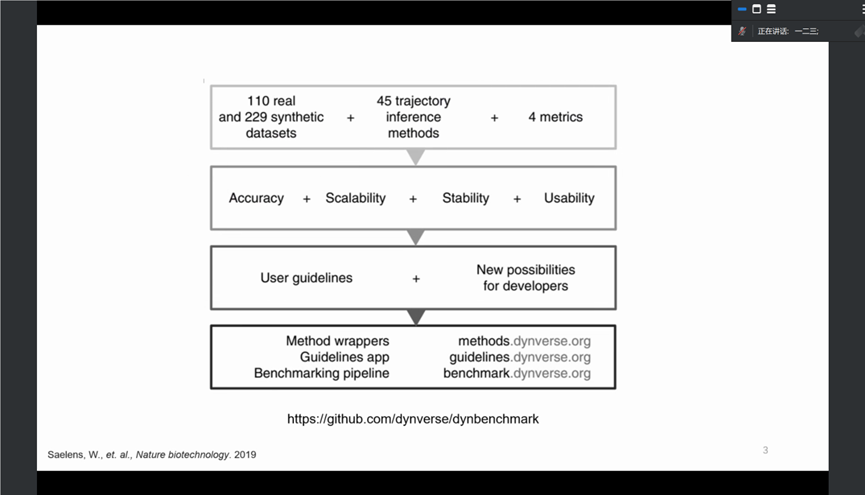 正在讲话: 一二三;
110 real
and 229 synthetic
datasets
+
45 trajectory
inference
methods
+
4 metrics
Accuracy + Scalability + Stability + Usability
User guidelines
+
New possibilities
for developers
Method wrappers methods.dynverse.org
Guidelines app guidelines.dynverse.org
Benchmarking pipeline benchmark.dynverse.org
https://github.com/dynverse/dynbenchmark
Saelens, W., et. al., Nature biotechnology. 2019
3